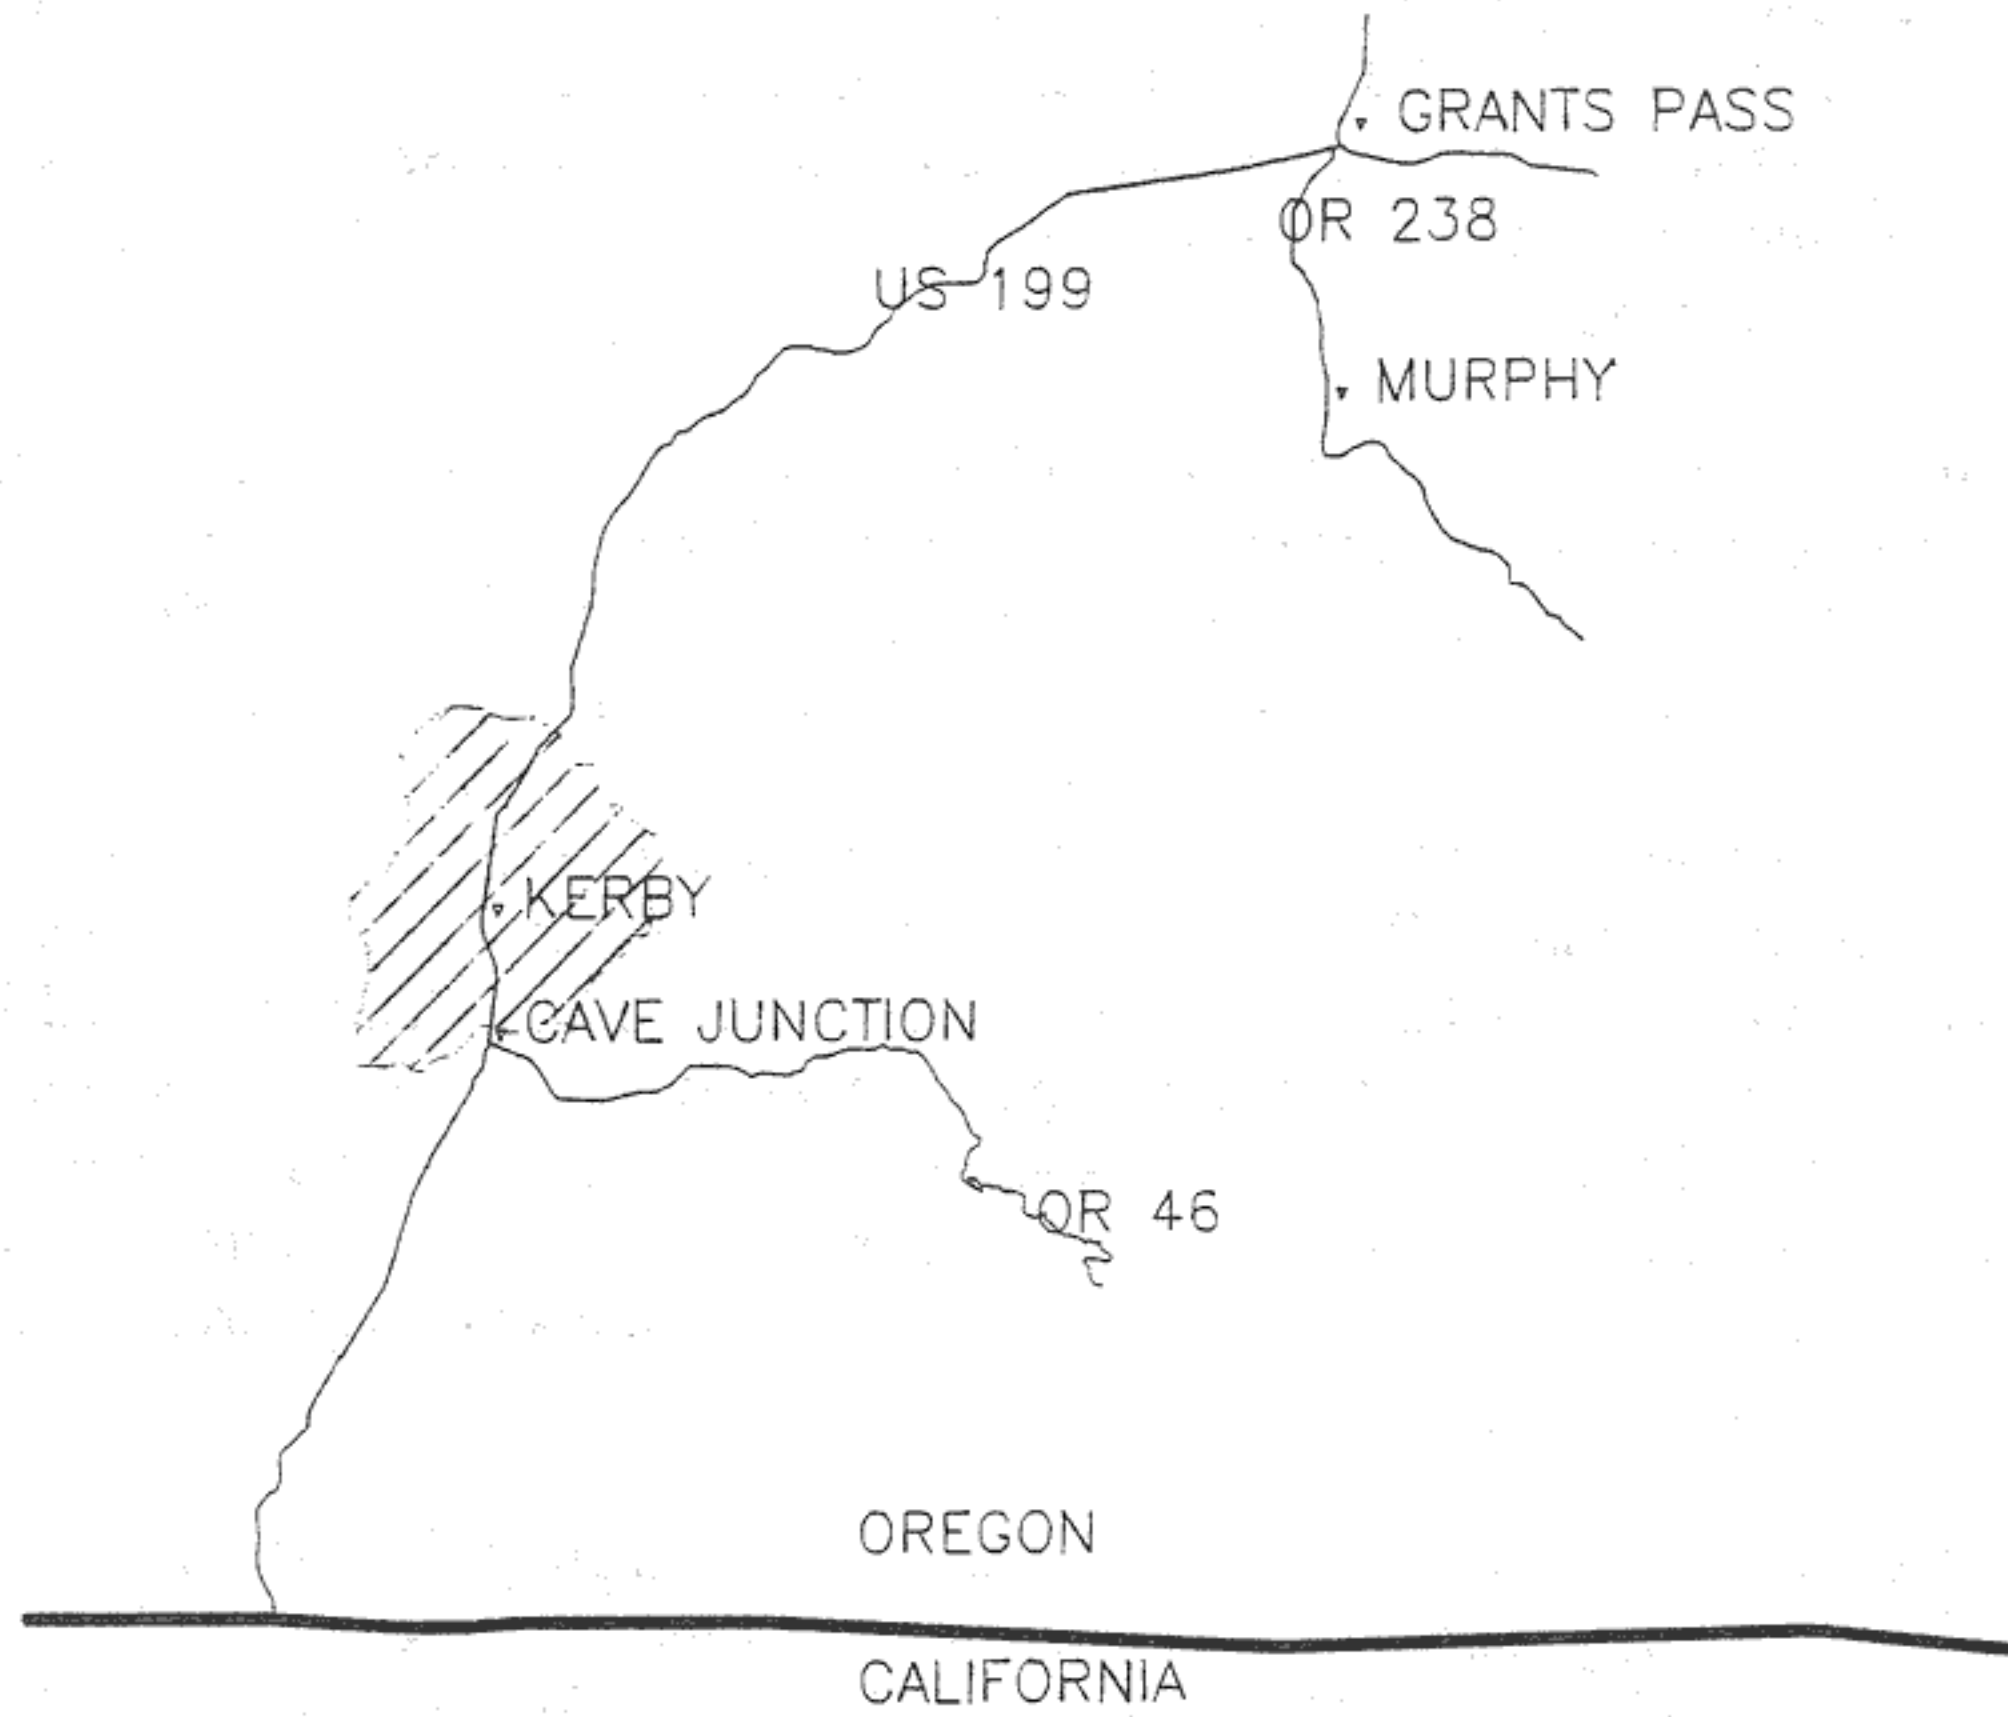 GRANTS PASS
OR 238
US 199
MURPHY
KERBY
CAVE JUNCTION
OR 46
OREGON
CALIFORNIA